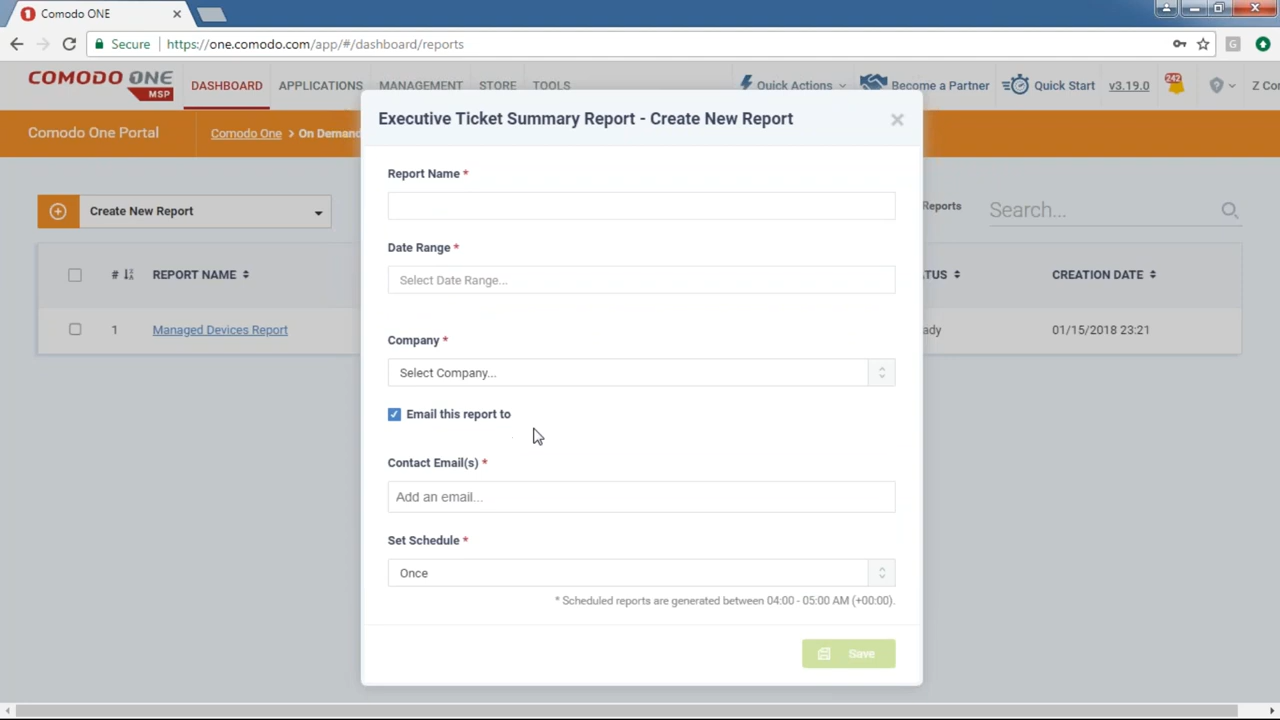 Comodo ONE
Secure https://one.comodo.com/app/#/dashboard/reports
COMODO ONE
MSP
DASHBOARD APPLICATIONS MANAGEMENT STORE TOOLS Quick Actions Become a Partner Quick Start v3.19.0 242 Z Co
Comodo One Portal Comodo One > On Demand
Executive Ticket Summary Report - Create New Report
Report Name *
Create New Report
Reports Search...
Date Range *
Select Date Range...
# REPORT NAME TUS CREATION DATE
1 Managed Devices Report ady 01/15/2018 23:21
Company *
Select Company...
Email this report to
Contact Email(s) *
Add an email...
Set Schedule *
Once
* Scheduled reports are generated between 04:00 - 05:00 AM (+00:00).
Save